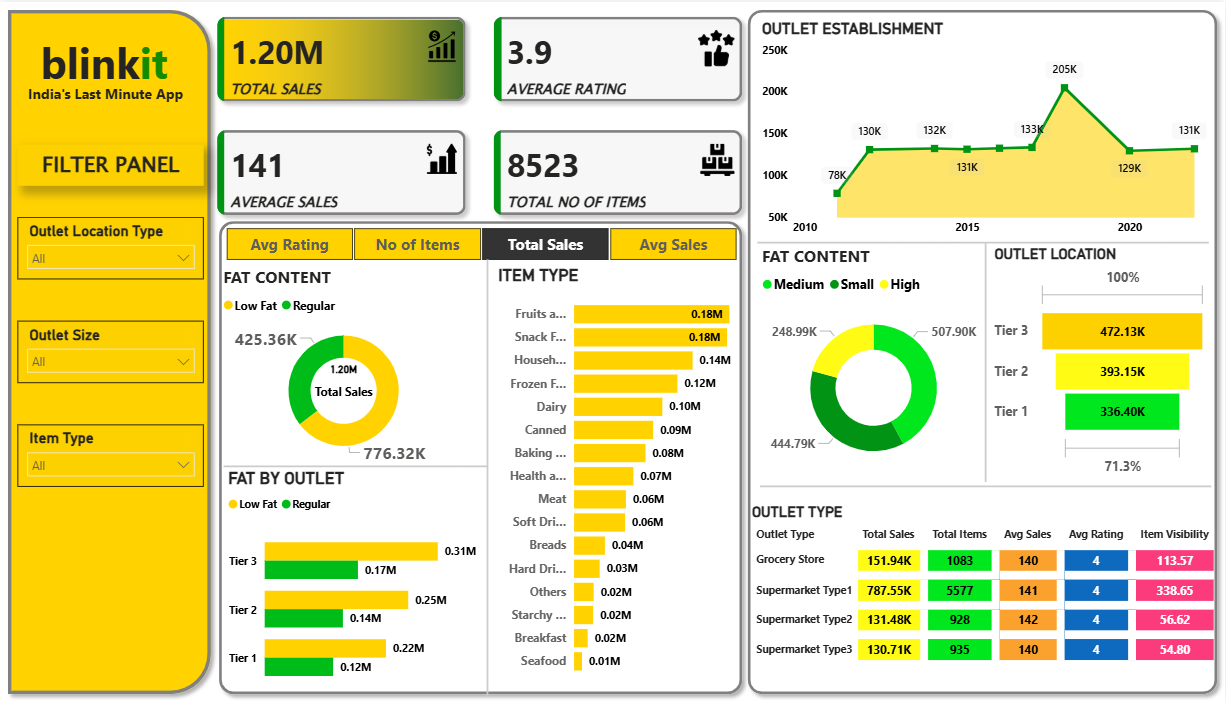 blinkit
India's Last Minute App
FILTER PANEL
Outlet Location Type
All
Outlet Size
All
Item Type
All
1.20M
TOTAL SALES
3.9
AVERAGE RATING
$
141
AVERAGE SALES
8523
TOTAL NO OF ITEMS
Avg Rating No of Items Total Sales Avg Sales
FAT CONTENT
Low Fat Regular
425.36K
1.20M
Total Sales
776.32K
FAT BY OUTLET
Low Fat Regular
Tier 3 0.31M
0.17M
Tier 2 0.25M
0.14M
Tier 1 0.22M
0.12M
ITEM TYPE
Fruits a... 0.18M
Snack F... 0.18M
Househ... 0.14M
Frozen F... 0.12M
Dairy 0.10M
Canned 0.09M
Baking ... 0.08M
Health a... 0.07M
Meat 0.06M
Soft Dri... 0.06M
Breads 0.04M
Hard Dri... 0.03M
Others 0.02M
Starchy ... 0.02M
Breakfast 0.02M
Seafood 0.01M
OUTLET ESTABLISHMENT
250K
200K
150K
100K
50K
78K
130K
132K
131K
133K
205K
129K
131K
2010 2015 2020
FAT CONTENT
Medium Small High
248.99K
507.90K
444.79K
OUTLET LOCATION
100%
Tier 3 472.13K
Tier 2 393.15K
Tier 1 336.40K
71.3%
OUTLET TYPE
Outlet Type Total Sales Total Items Avg Sales Avg Rating Item Visibility
Grocery Store 151.94K 1083 140 4 113.57
Supermarket Type1 787.55K 5577 141 4 338.65
Supermarket Type2 131.48K 928 142 4 56.62
Supermarket Type3 130.71K 935 140 4 54.80